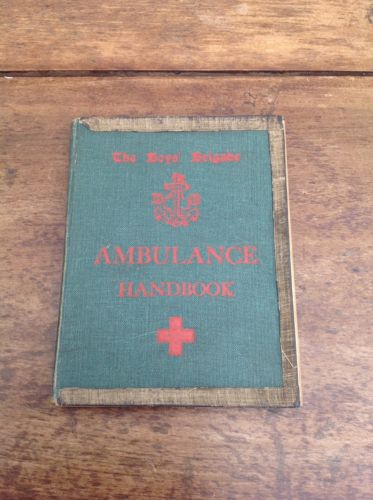 The Boys' Brigade
AMBULANCE
HANDBOOK